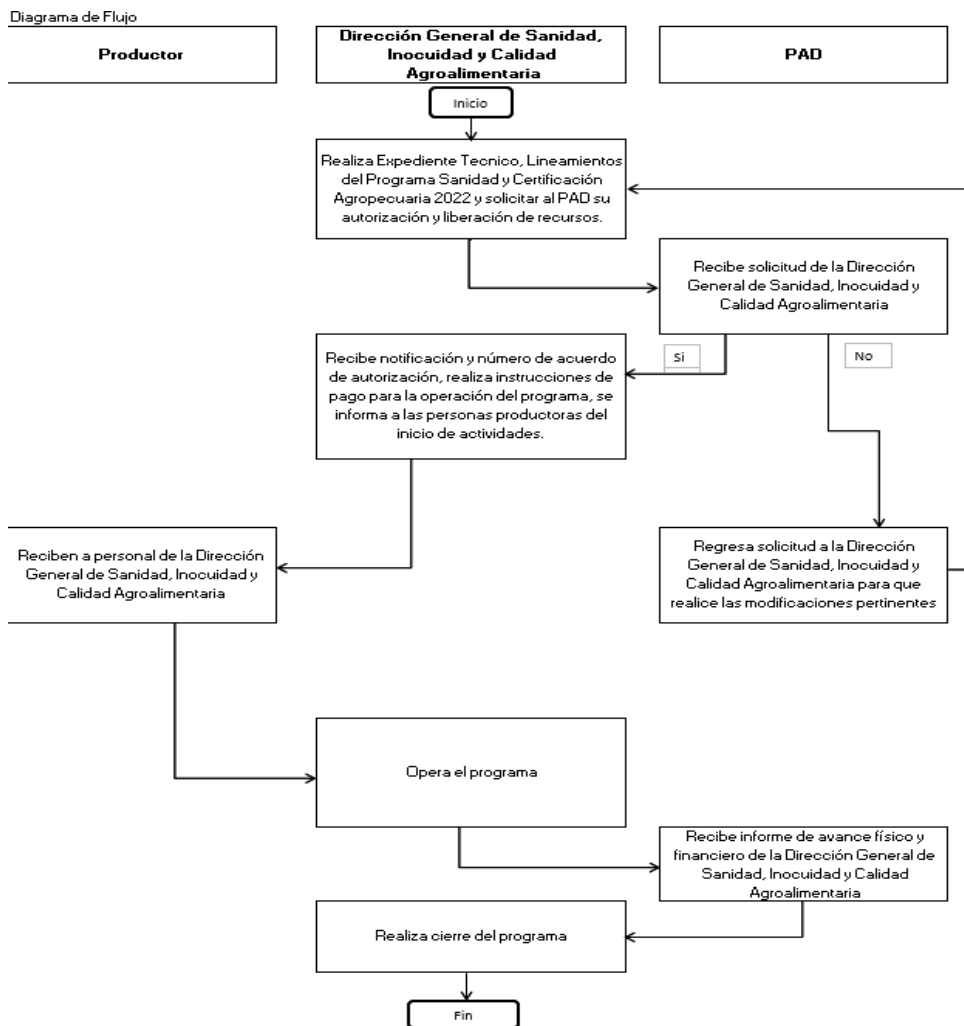 Diagrama de Flujo
Productor
Dirección General de Sanidad,
Inocuidad y Calidad
Agroalimentaria
PAD
Inicio
Realiza Expediente Tecnico, Lineamientos
del Programa Sanidad y Certificación
Agropecuaria 2022 y solicitar al PAD su
autorización y liberación de recursos.
Recibe solicitud de la Dirección
General de Sanidad, Inocuidad y
Calidad Agroalimentaria
Si
No
Recibe notificación y número de acuerdo
de autorización, realiza instrucciones de
pago para la operación del programa, se
informa a las personas productoras del
inicio de actividades.
Reciben a personal de la Dirección
General de Sanidad, Inocuidad y
Calidad Agroalimentaria
Regresa solicitud a la Dirección
General de Sanidad, Inocuidad y
Calidad Agroalimentaria para que
realice las modificaciones pertinentes
Opera el programa
Recibe informe de avance físico y
financiero de la Dirección General de
Sanidad, Inocuidad y Calidad
Agroalimentaria
Realiza cierre del programa
Fin